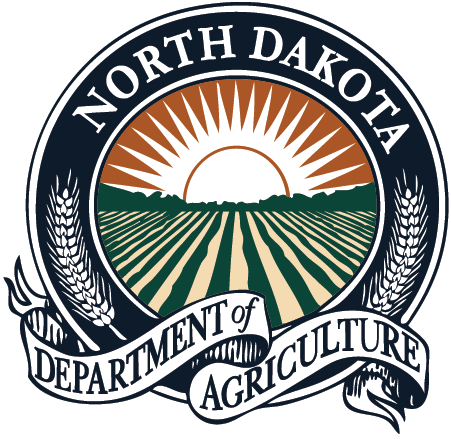 NORTH DAKOTA
DEPARTMENT of
AGRICULTURE